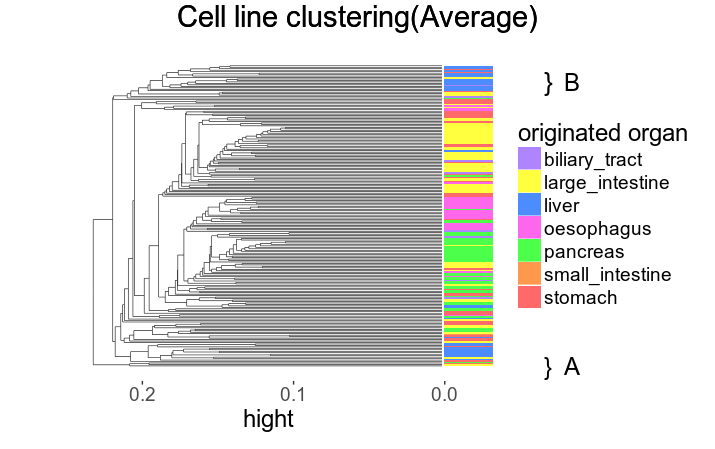 Cell line clustering(Average)
} B
originated organ
biliary_tract
large_intestine
liver
oesophagus
pancreas
small_intestine
stomach
} A
0.2 0.1 0.0
hight